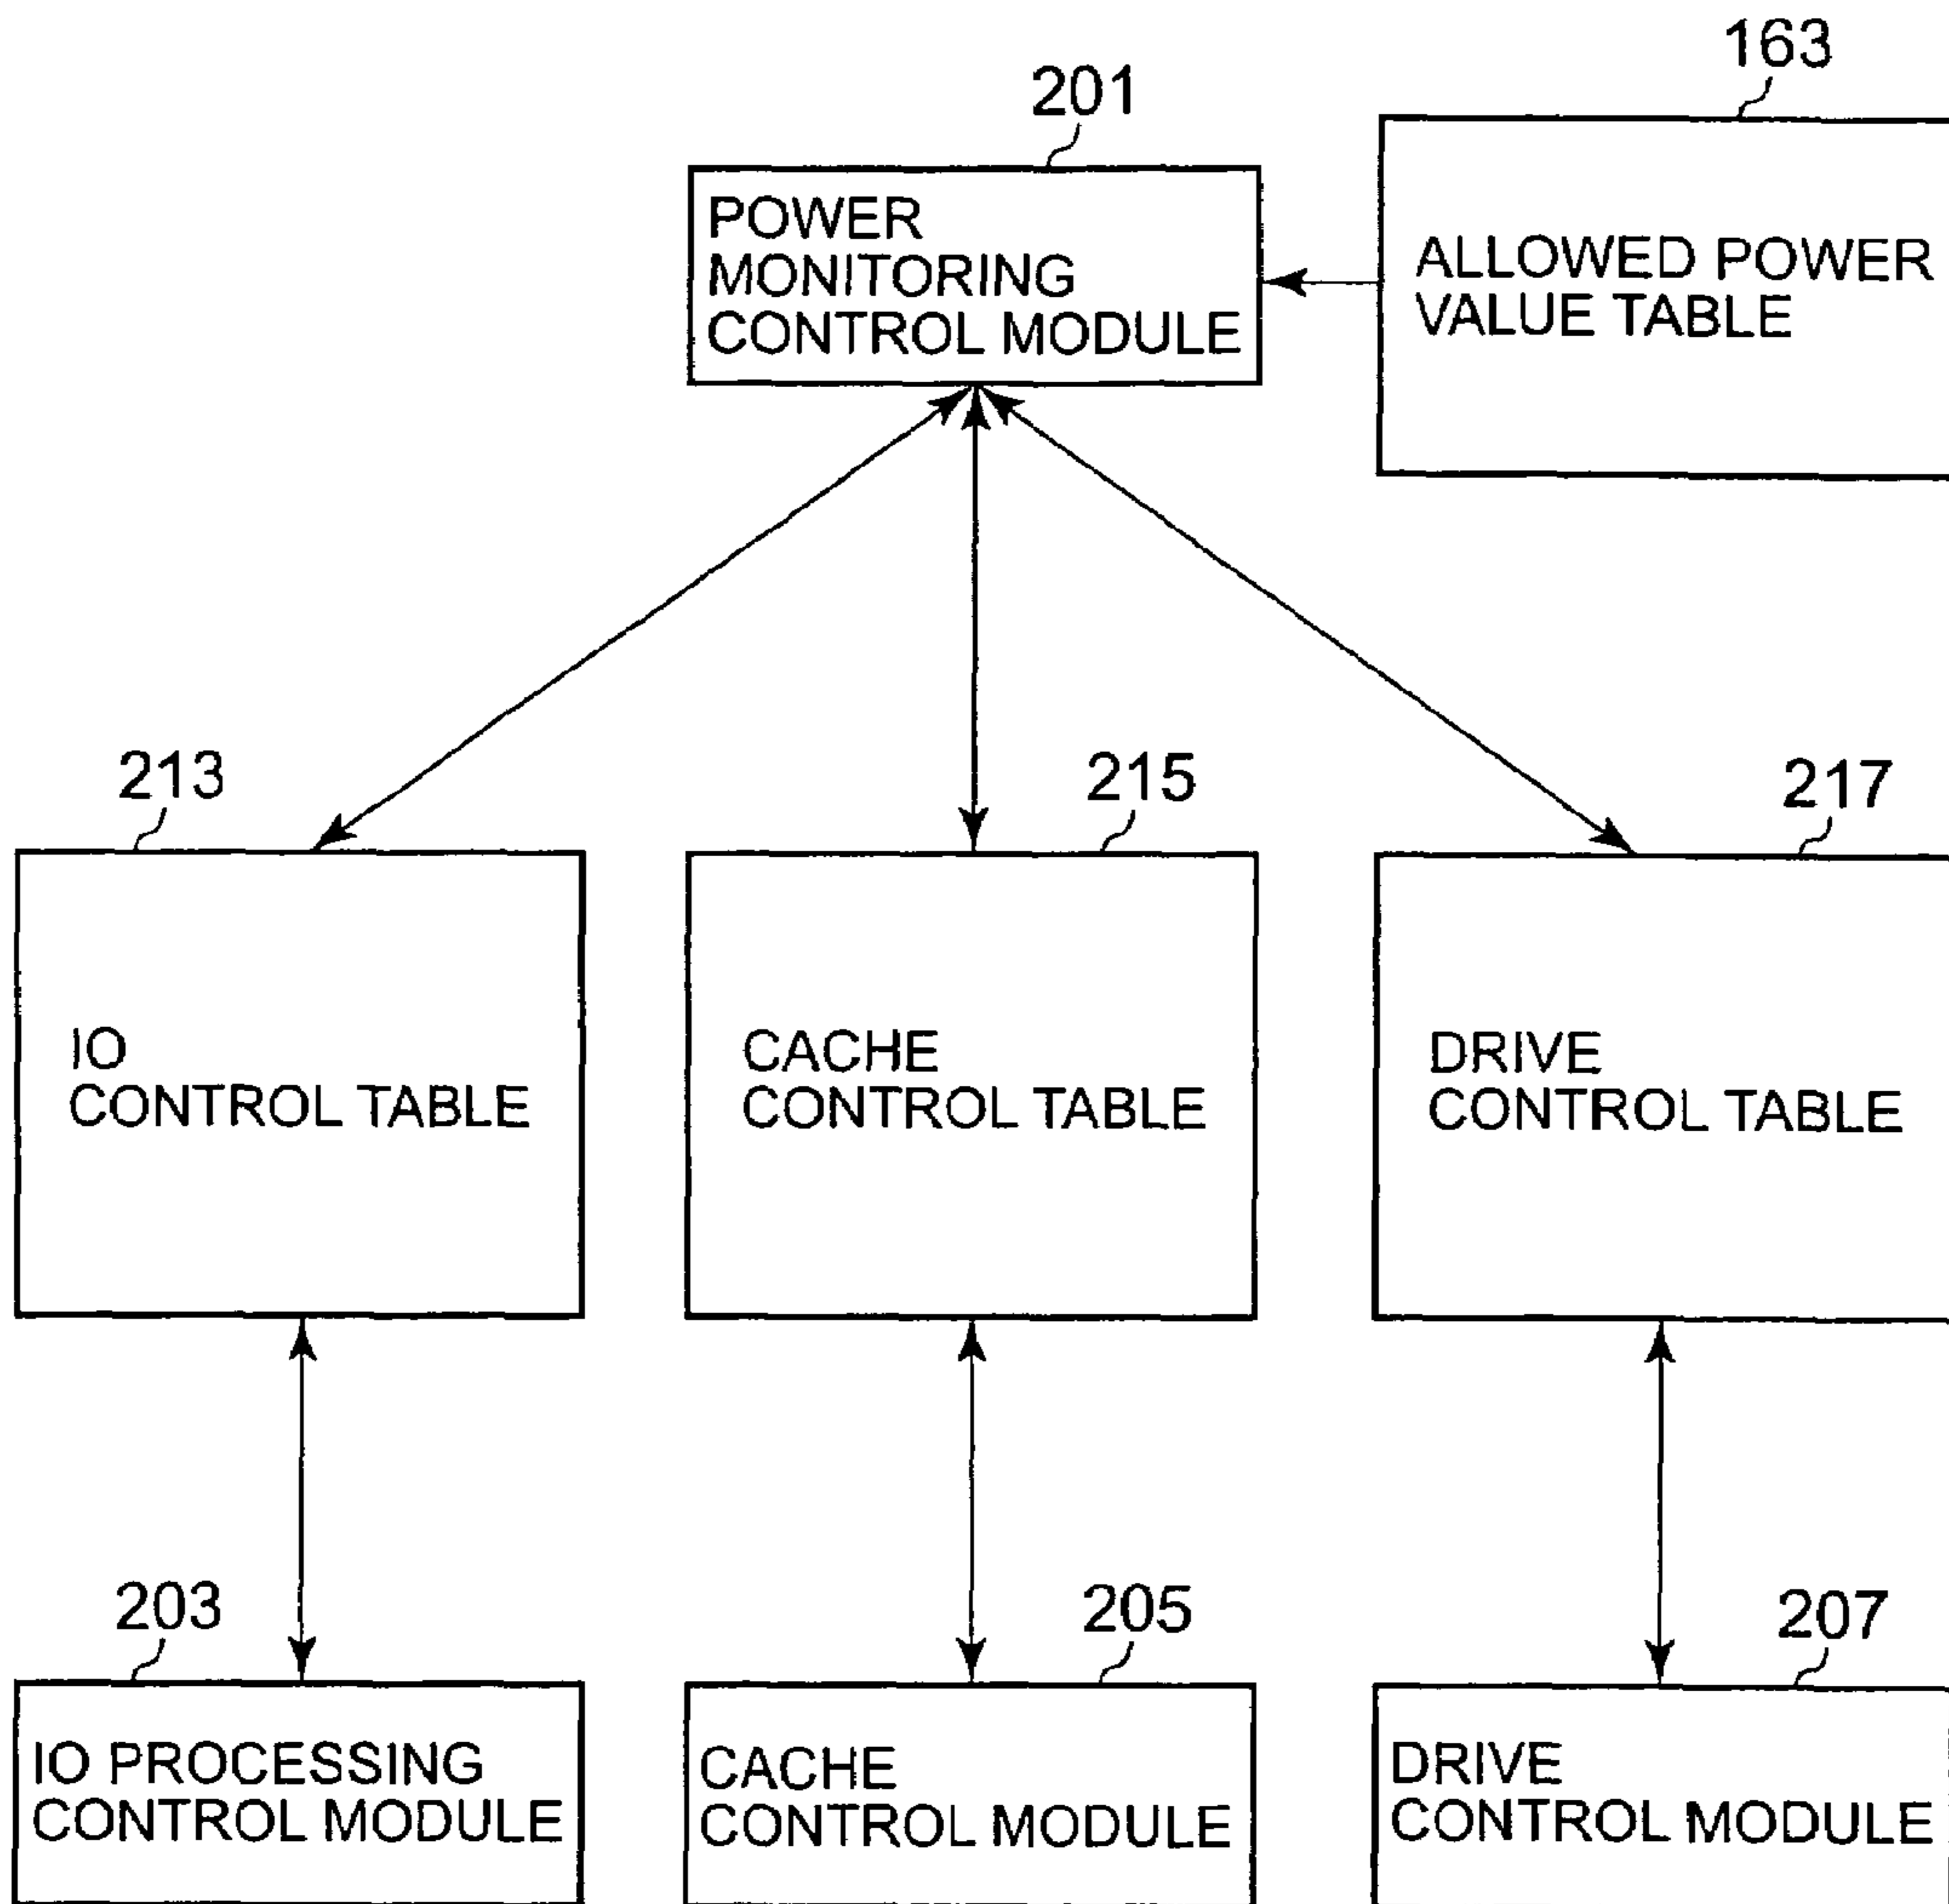 163
201
POWER
MONITORING
CONTROL MODULE
ALLOWED POWER
VALUE TABLE
213
215
217
IO
CONTROL TABLE
CACHE
CONTROL TABLE
DRIVE
CONTROL TABLE
203
205
207
IO PROCESSING
CONTROL MODULE
CACHE
CONTROL MODULE
DRIVE
CONTROL MODULE